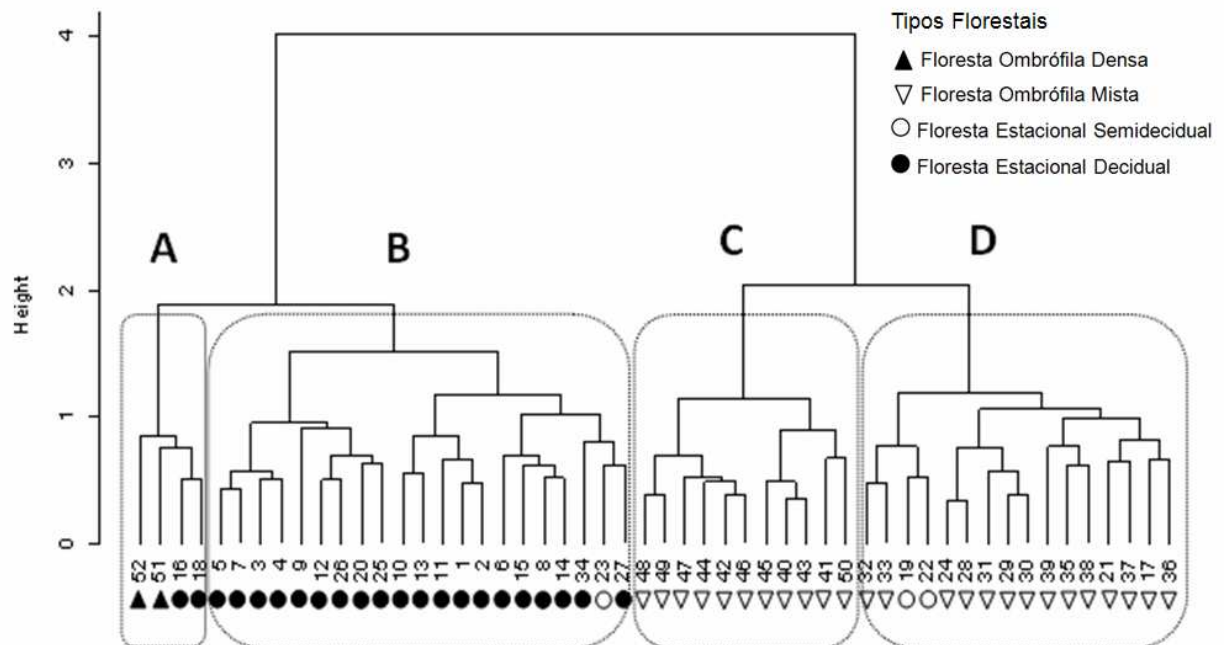 Tipos Florestais
Floresta Ombrófila Densa
Floresta Ombrófila Mista
Floresta Estacional Semidecidual
Floresta Estacional Decidual
4
3
2
1
0
Height
A B C D
52 51 16 18 5 7 3 4 9 12 26 20 25 10 13 11 1 2 6 15 8 14 34 23 27 48 49 47 44 42 46 45 40 43 41 50 32 33 19 22 24 28 31 29 30 39 35 38 21 37 17 36